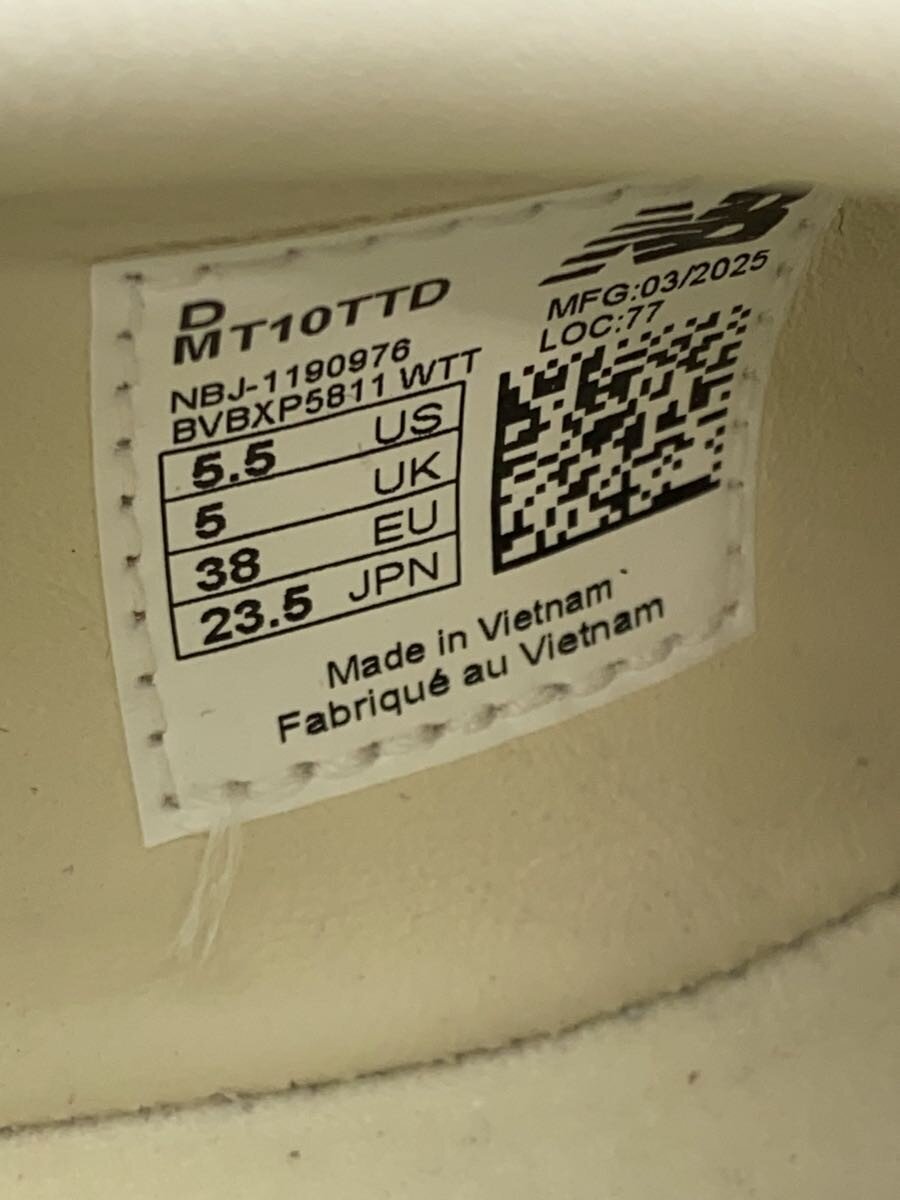 D
MT10TTD
NBJ-1190976
BVBXP5811 WTT
5.5 US
5 UK
38 EU
23.5 JPN
NB
MFG:03/2025
LOC:77
Made in Vietnam
Fabriqué au Vietnam